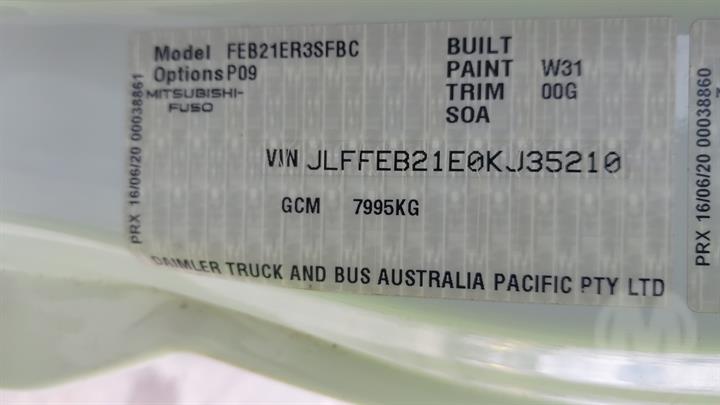 Model FEB21ER3SFBC
Options P09
MITSUBISHI-
FUSO
BUILT
PAINT W31
TRIM 00G
SOA
VIN JLFFEB21E0KJ35210
GCM 7995KG
DAIMLER TRUCK AND BUS AUSTRALIA PACIFIC PTY LTD
PRX 16/06/20 00038861
PRX 16/06/20 00038860